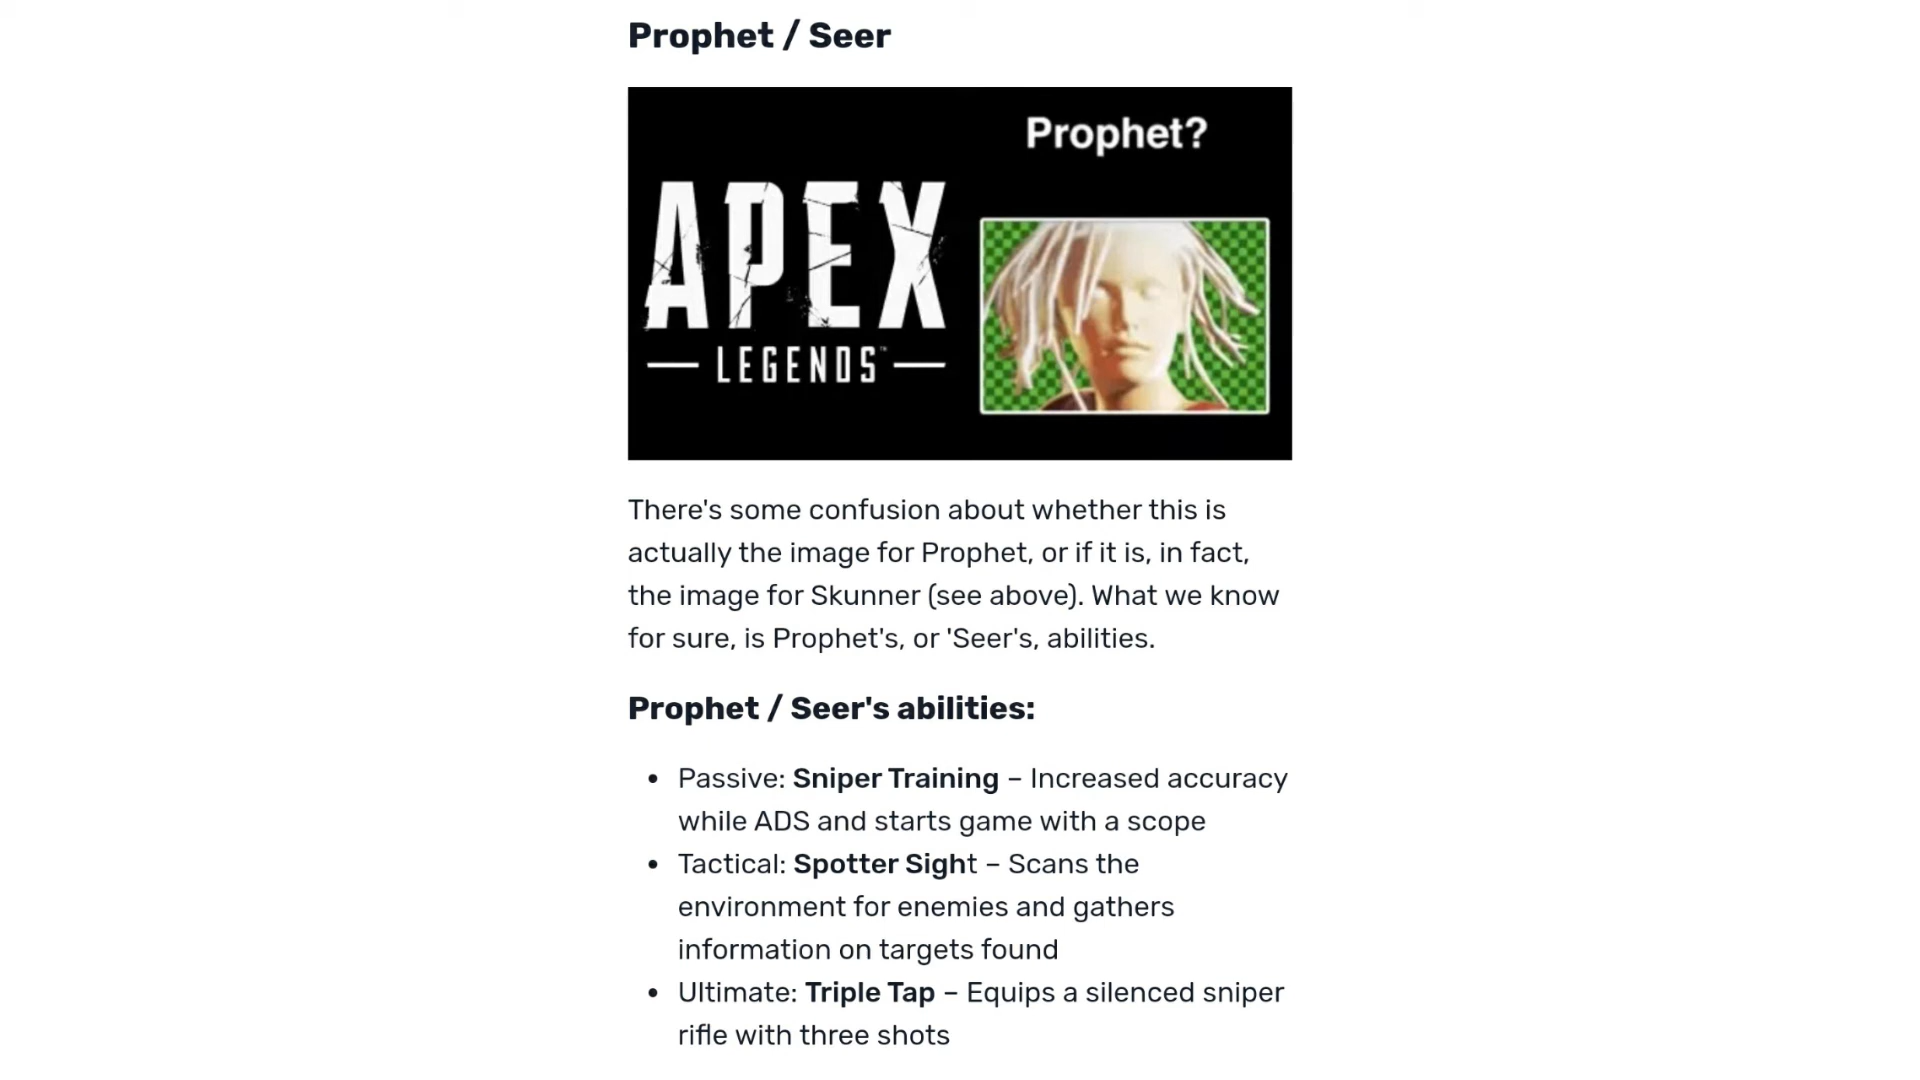 Prophet / Seer
Prophet?
APEX
LEGENDS™
There's some confusion about whether this is
actually the image for Prophet, or if it is, in fact,
the image for Skunner (see above). What we know
for sure, is Prophet's, or 'Seer's, abilities.
Prophet / Seer's abilities:
• Passive: Sniper Training – Increased accuracy
while ADS and starts game with a scope
• Tactical: Spotter Sight – Scans the
environment for enemies and gathers
information on targets found
• Ultimate: Triple Tap – Equips a silenced sniper
rifle with three shots